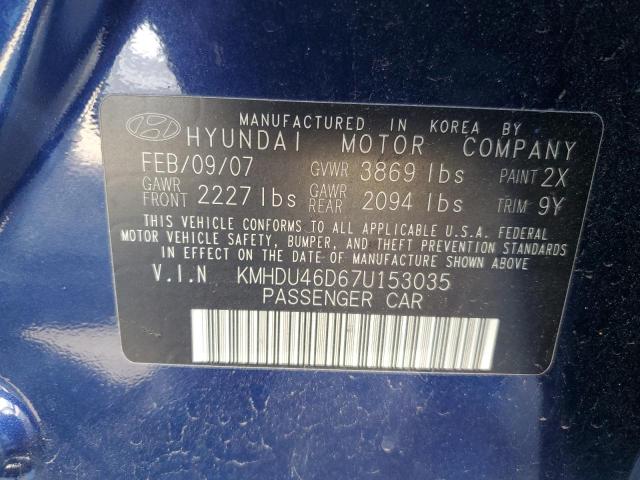 MANUFACTURED IN KOREA BY
HYUNDAI MOTOR COMPANY
FEB/09/07 GVWR 3869 lbs PAINT 2X
GAWR FRONT 2227 lbs GAWR REAR 2094 lbs TRIM 9Y
THIS VEHICLE CONFORMS TO ALL APPLICABLE U.S.A. FEDERAL
MOTOR VEHICLE SAFETY, BUMPER, AND THEFT PREVENTION STANDARDS
IN EFFECT ON THE DATE OF MANUFACTURE SHOWN ABOVE
V.I.N KMHDU46D67U153035
PASSENGER CAR